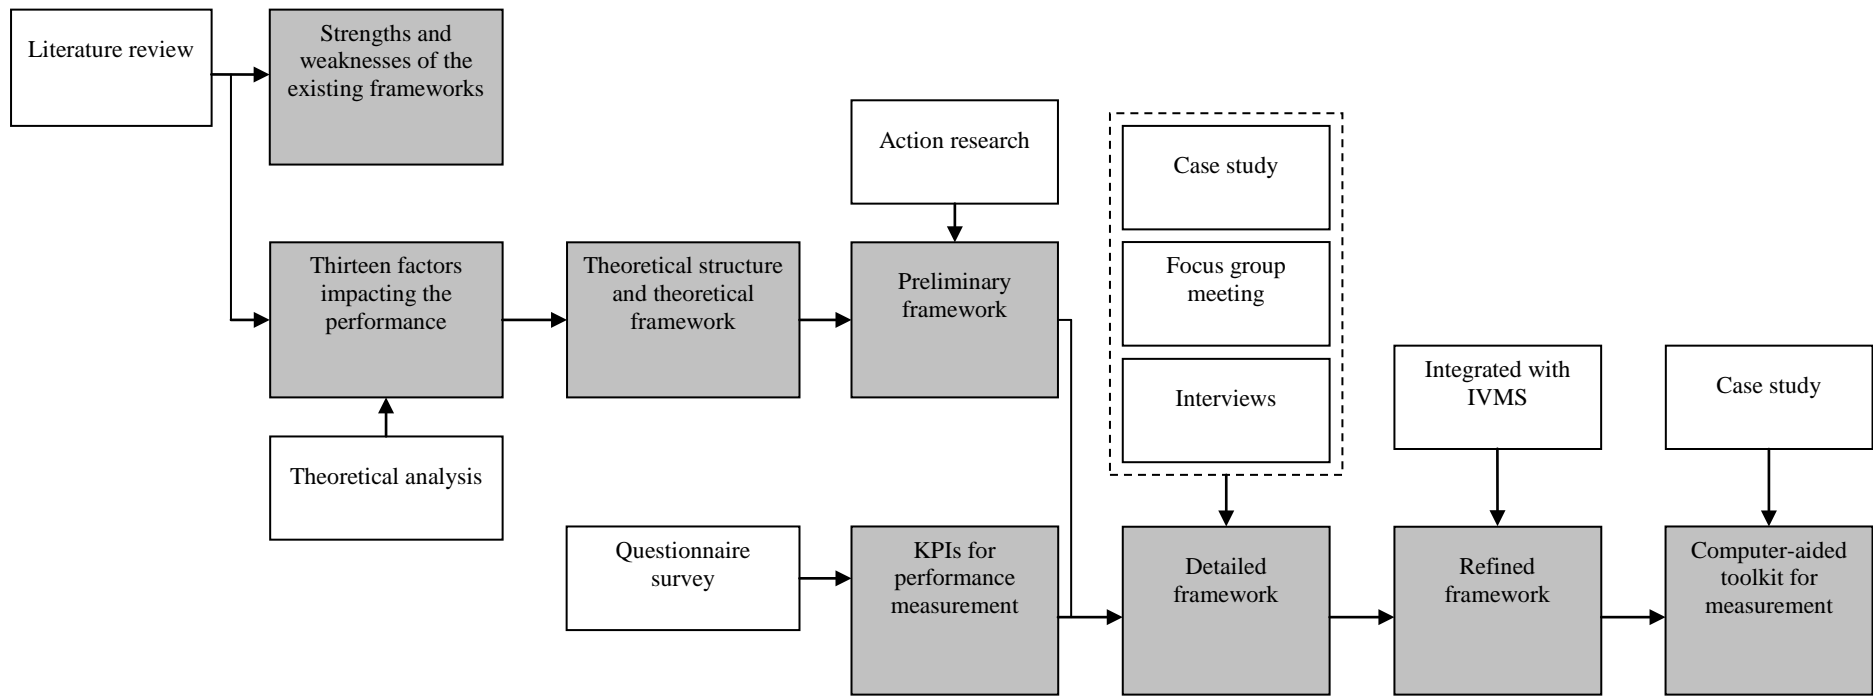 Literature review
Strengths and
weaknesses of the
existing frameworks
Action research
Case study
Thirteen factors
impacting the
performance
Theoretical structure
and theoretical
framework
Preliminary
framework
Focus group
meeting
Interviews
Integrated with
IVMS
Case study
Theoretical analysis
Questionnaire
survey
KPIs for
performance
measurement
Detailed
framework
Refined
framework
Computer-aided
toolkit for
measurement